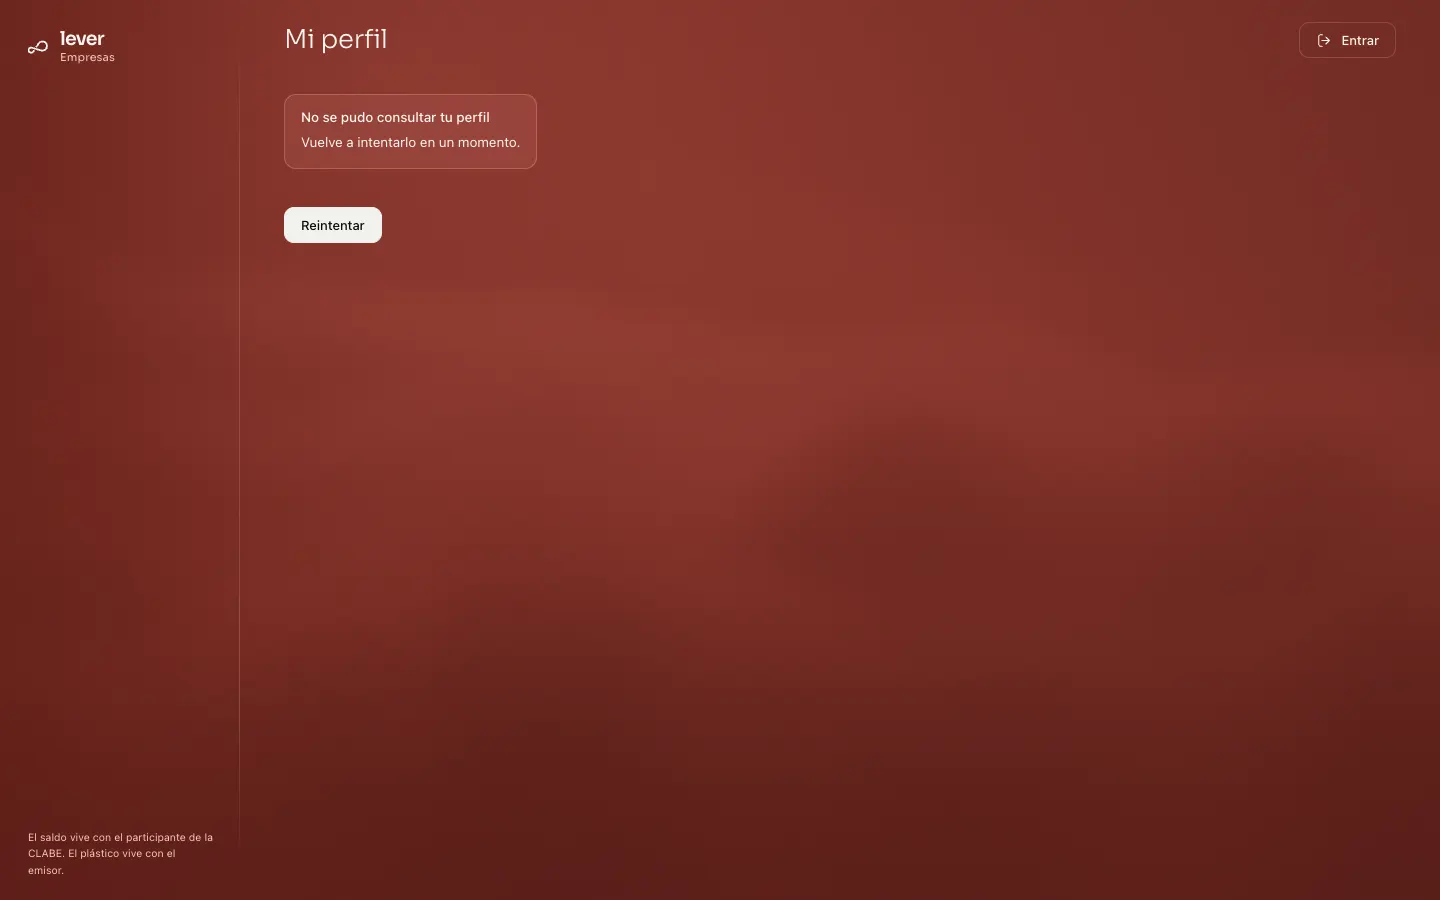 lever
Empresas
Mi perfil
Entrar
No se pudo consultar tu perfil
Vuelve a intentarlo en un momento.
Reintentar
El saldo vive con el participante de la
CLABE. El plástico vive con el
emisor.